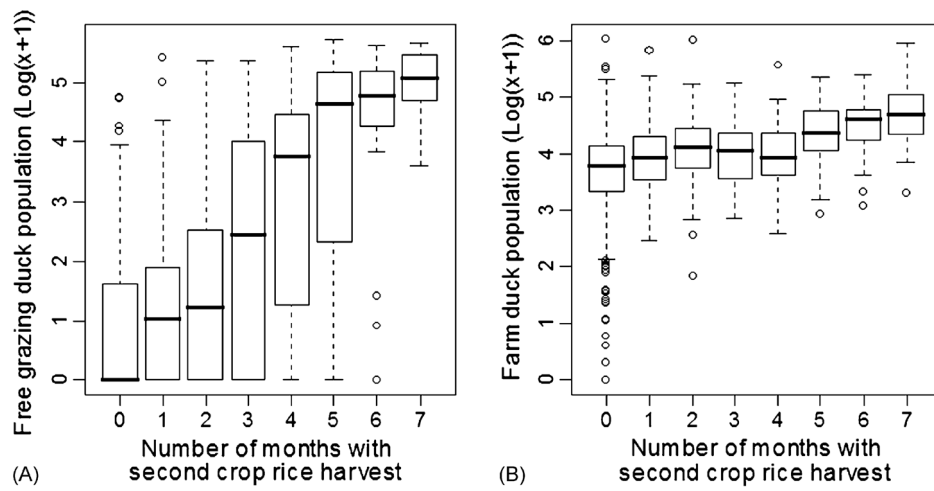 Free grazing duck population (Log(x+1))
5
4
3
2
1
0
0 1 2 3 4 5 6 7
Number of months with
second crop rice harvest
(A)
Farm duck population (Log(x+1))
6
5
4
3
2
1
0
0 1 2 3 4 5 6 7
Number of months with
second crop rice harvest
(B)